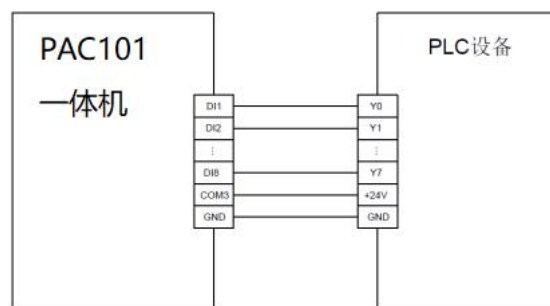 PAC101
一体机
PLC设备
DI1
Y0
DI2
Y1
⋮
⋮
DI8
Y7
COM3
+24V
GND
GND